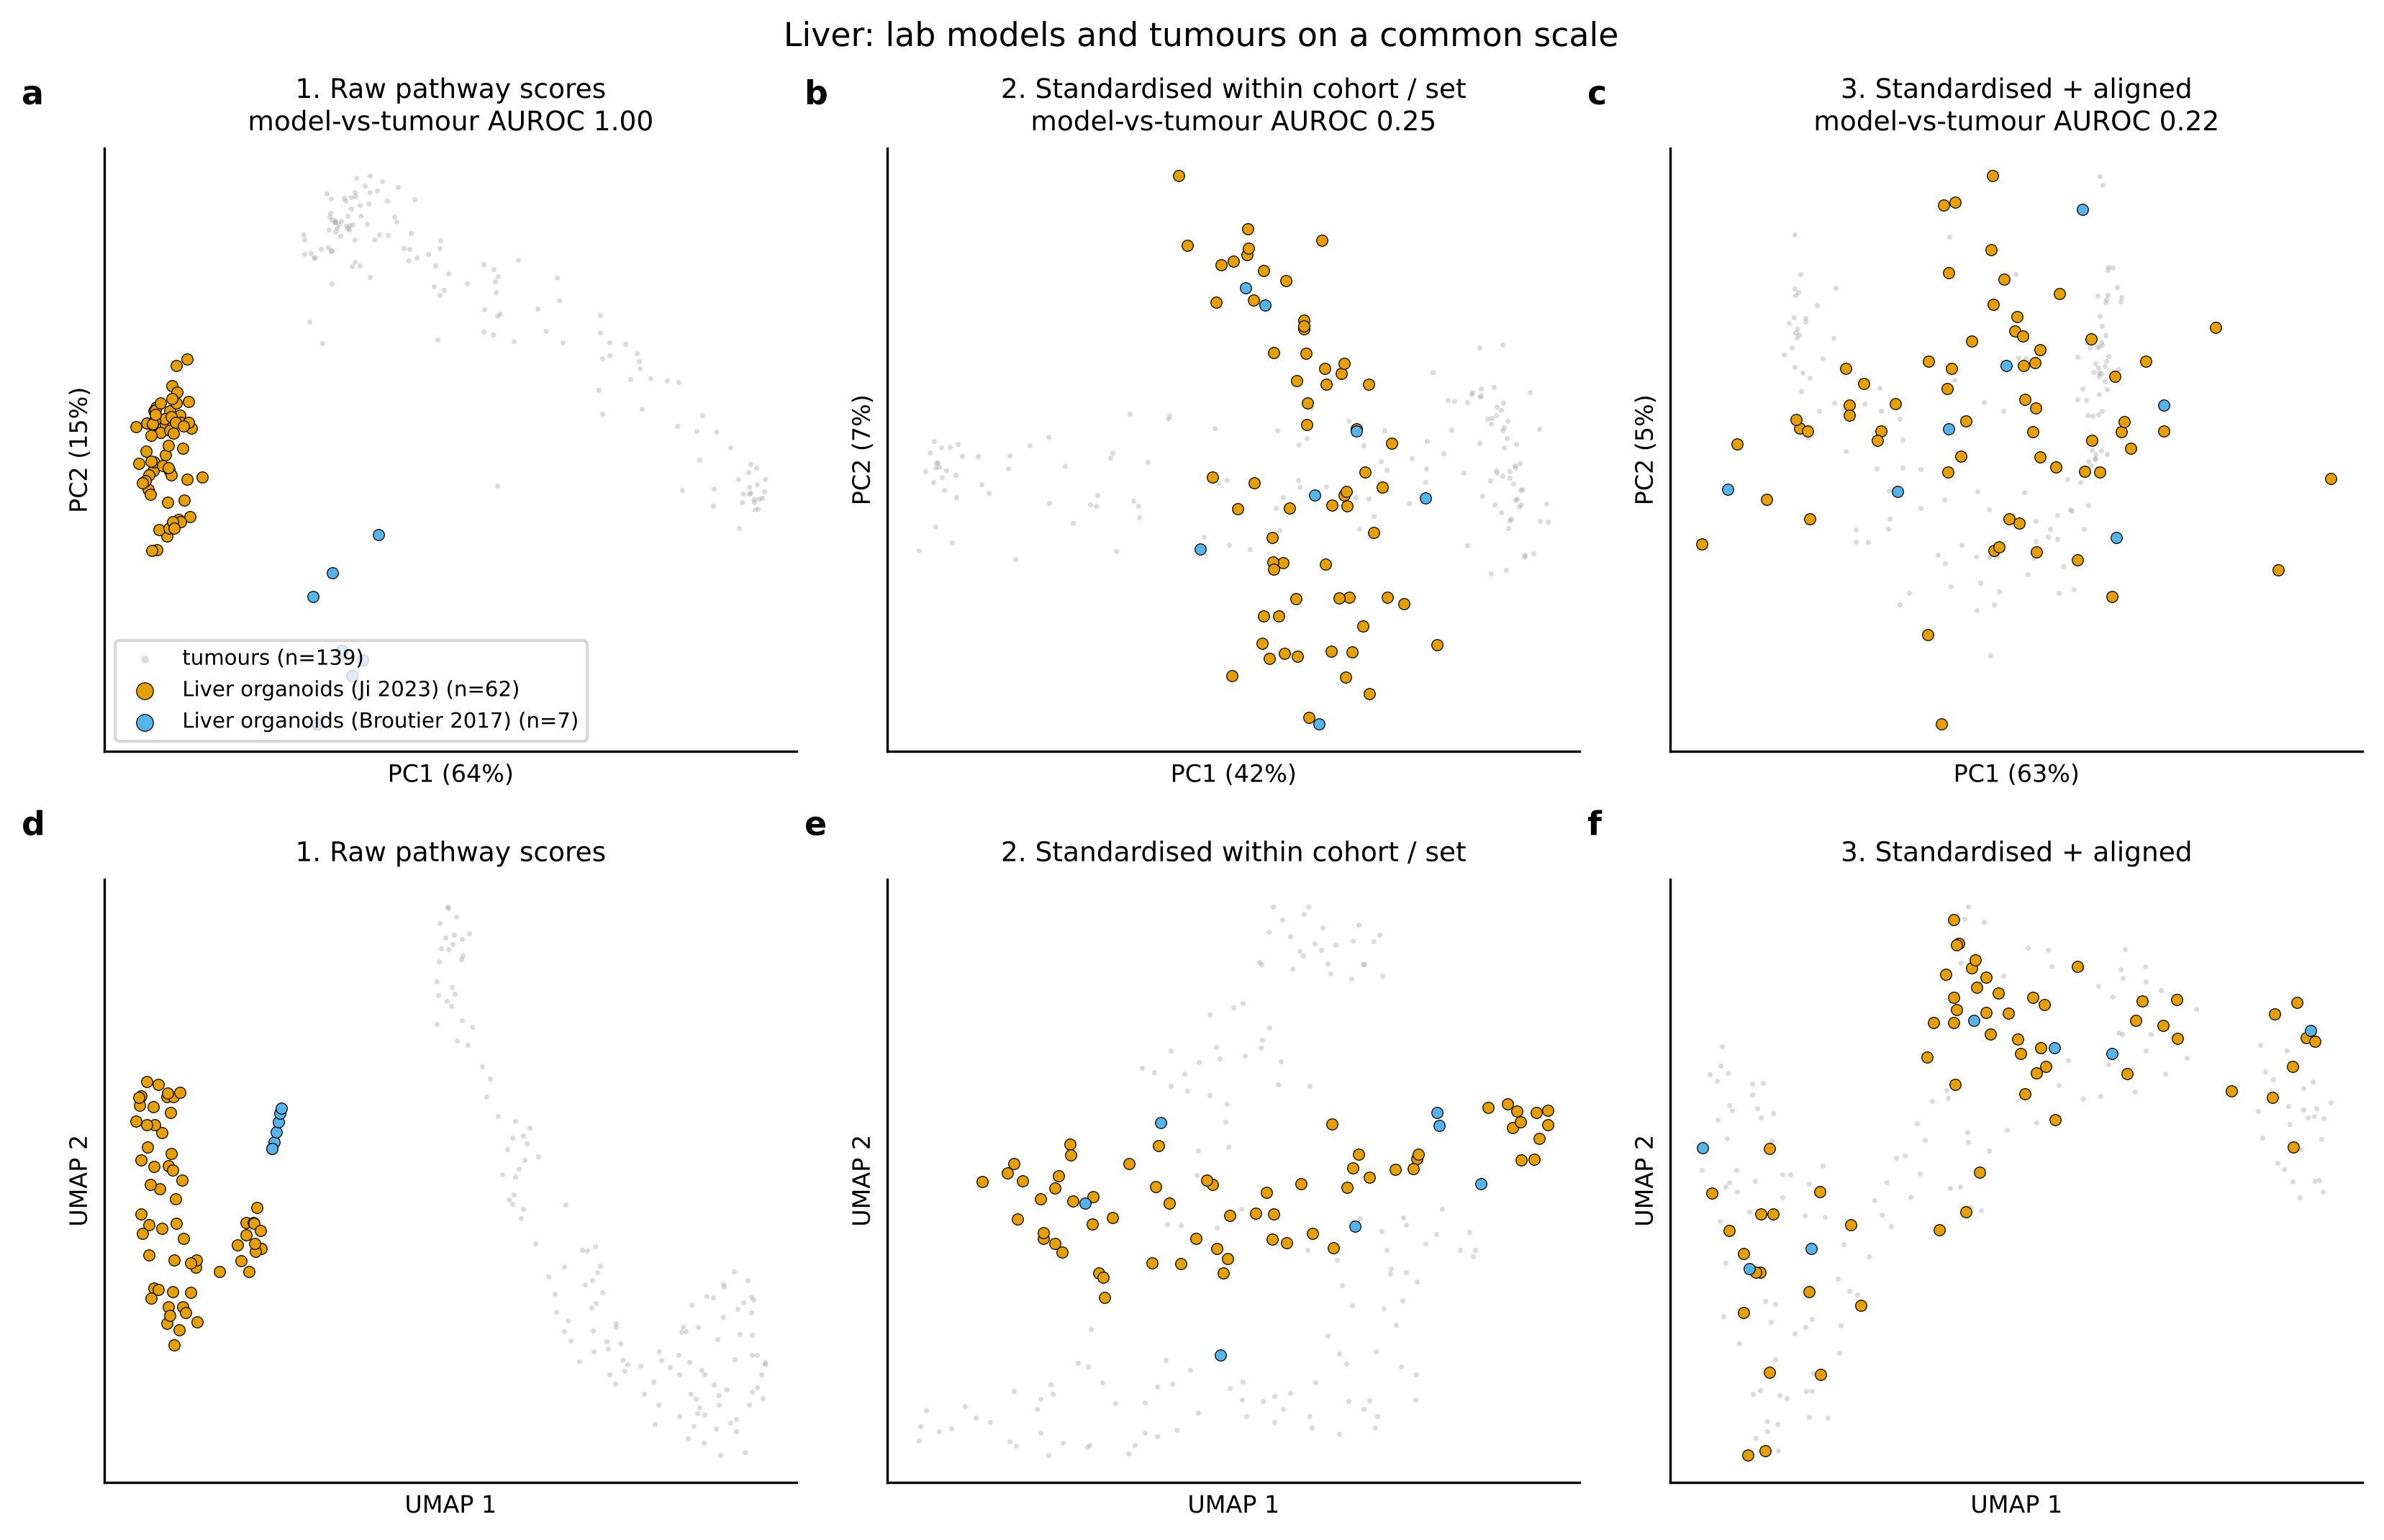 Liver: lab models and tumours on a common scale
a
1. Raw pathway scores
model-vs-tumour AUROC 1.00
PC2 (15%)
tumours (n=139)
Liver organoids (Ji 2023) (n=62)
Liver organoids (Broutier 2017) (n=7)
PC1 (64%)
b
2. Standardised within cohort / set
model-vs-tumour AUROC 0.25
PC2 (7%)
PC1 (42%)
c
3. Standardised + aligned
model-vs-tumour AUROC 0.22
PC2 (5%)
PC1 (63%)
d
1. Raw pathway scores
UMAP 2
UMAP 1
e
2. Standardised within cohort / set
UMAP 2
UMAP 1
f
3. Standardised + aligned
UMAP 2
UMAP 1